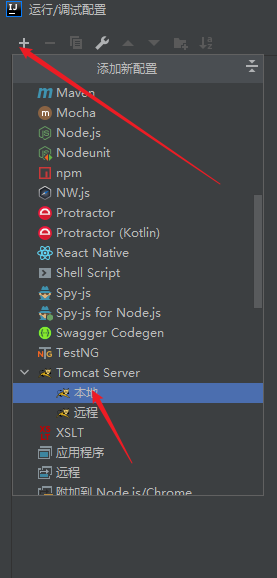 运行/调试配置
添加新配置
Maven
Mocha
Node.js
Nodeunit
npm
NW.js
Protractor
Protractor (Kotlin)
React Native
Shell Script
Spy-js
Spy-js for Node.js
Swagger Codegen
TestNG
Tomcat Server
本地
远程
XSLT
应用程序
远程
附加到 Node.js/Chrome